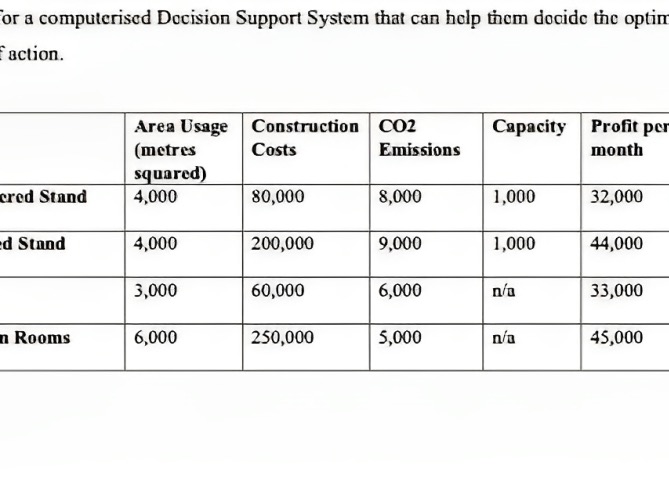 for a computerised Decision Support System that can help them decide the optim
f action.
Area Usage Construction CO2 Capacity Profit per
(metres Costs Emissions month
squared)
ered Stand 4,000 80,000 8,000 1,000 32,000
ed Stand 4,000 200,000 9,000 1,000 44,000
3,000 60,000 6,000 n/a 33,000
n Rooms 6,000 250,000 5,000 n/a 45,000